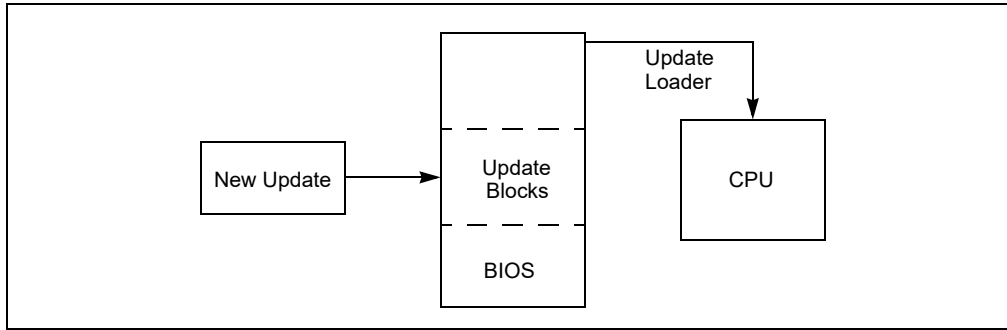 Update
Loader
New Update
Update
Blocks
CPU
BIOS